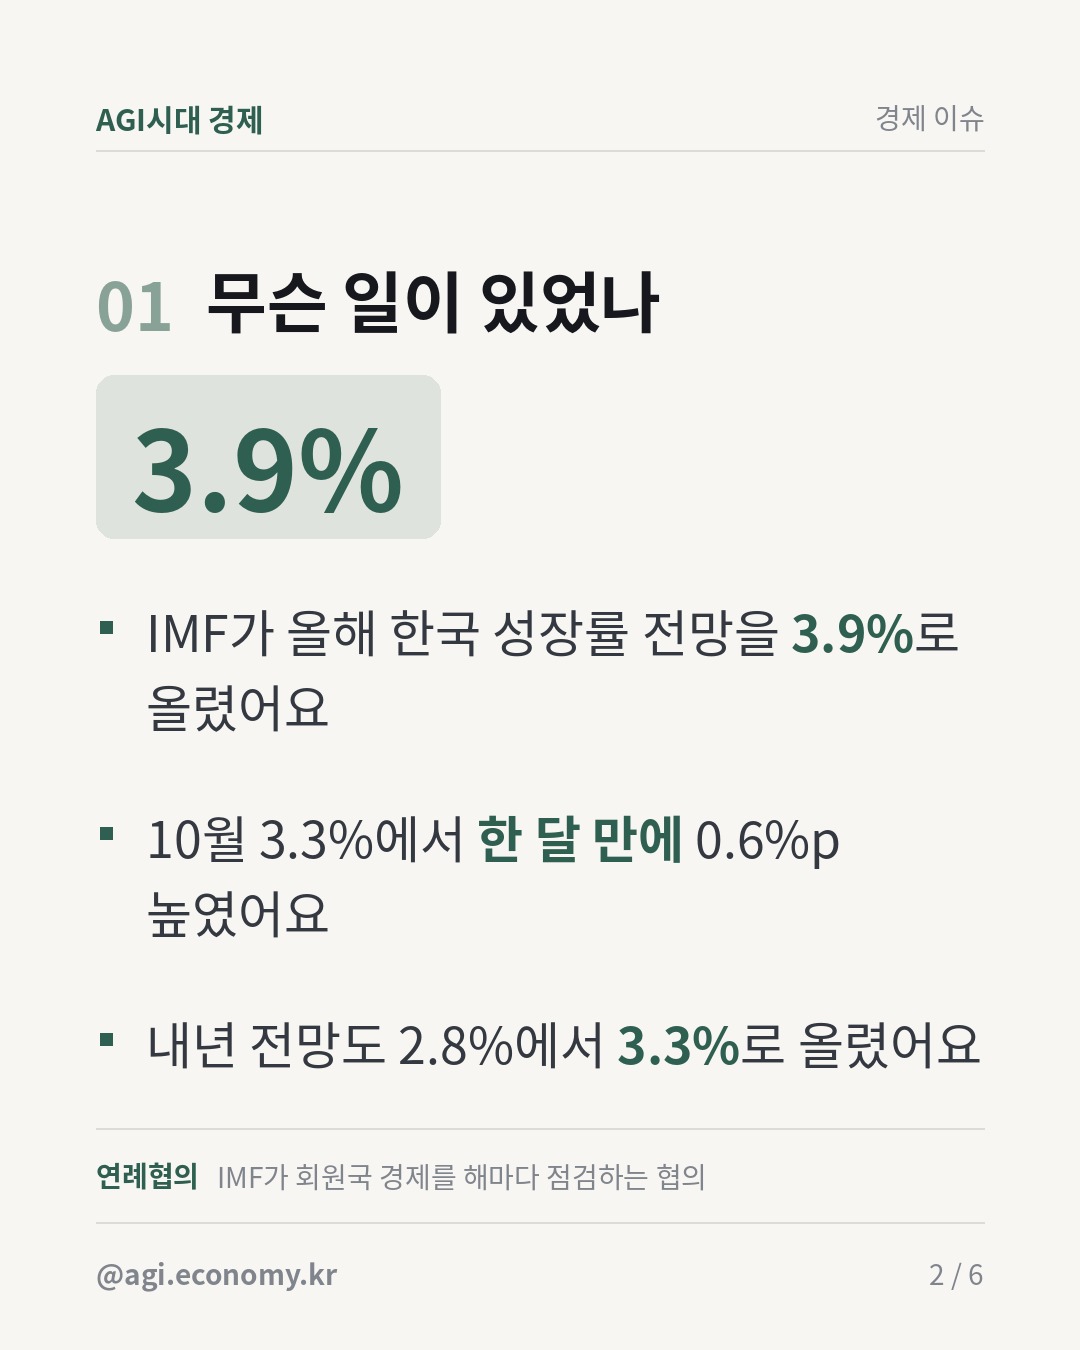 AGI시대 경제
경제 이슈
01 무슨 일이 있었나
3.9%
IMF가 올해 한국 성장률 전망을 3.9%로
올렸어요
10월 3.3%에서 한 달 만에 0.6%p
높였어요
내년 전망도 2.8%에서 3.3%로 올렸어요
연례협의 IMF가 회원국 경제를 해마다 점검하는 협의
@agi.economy.kr
2 / 6